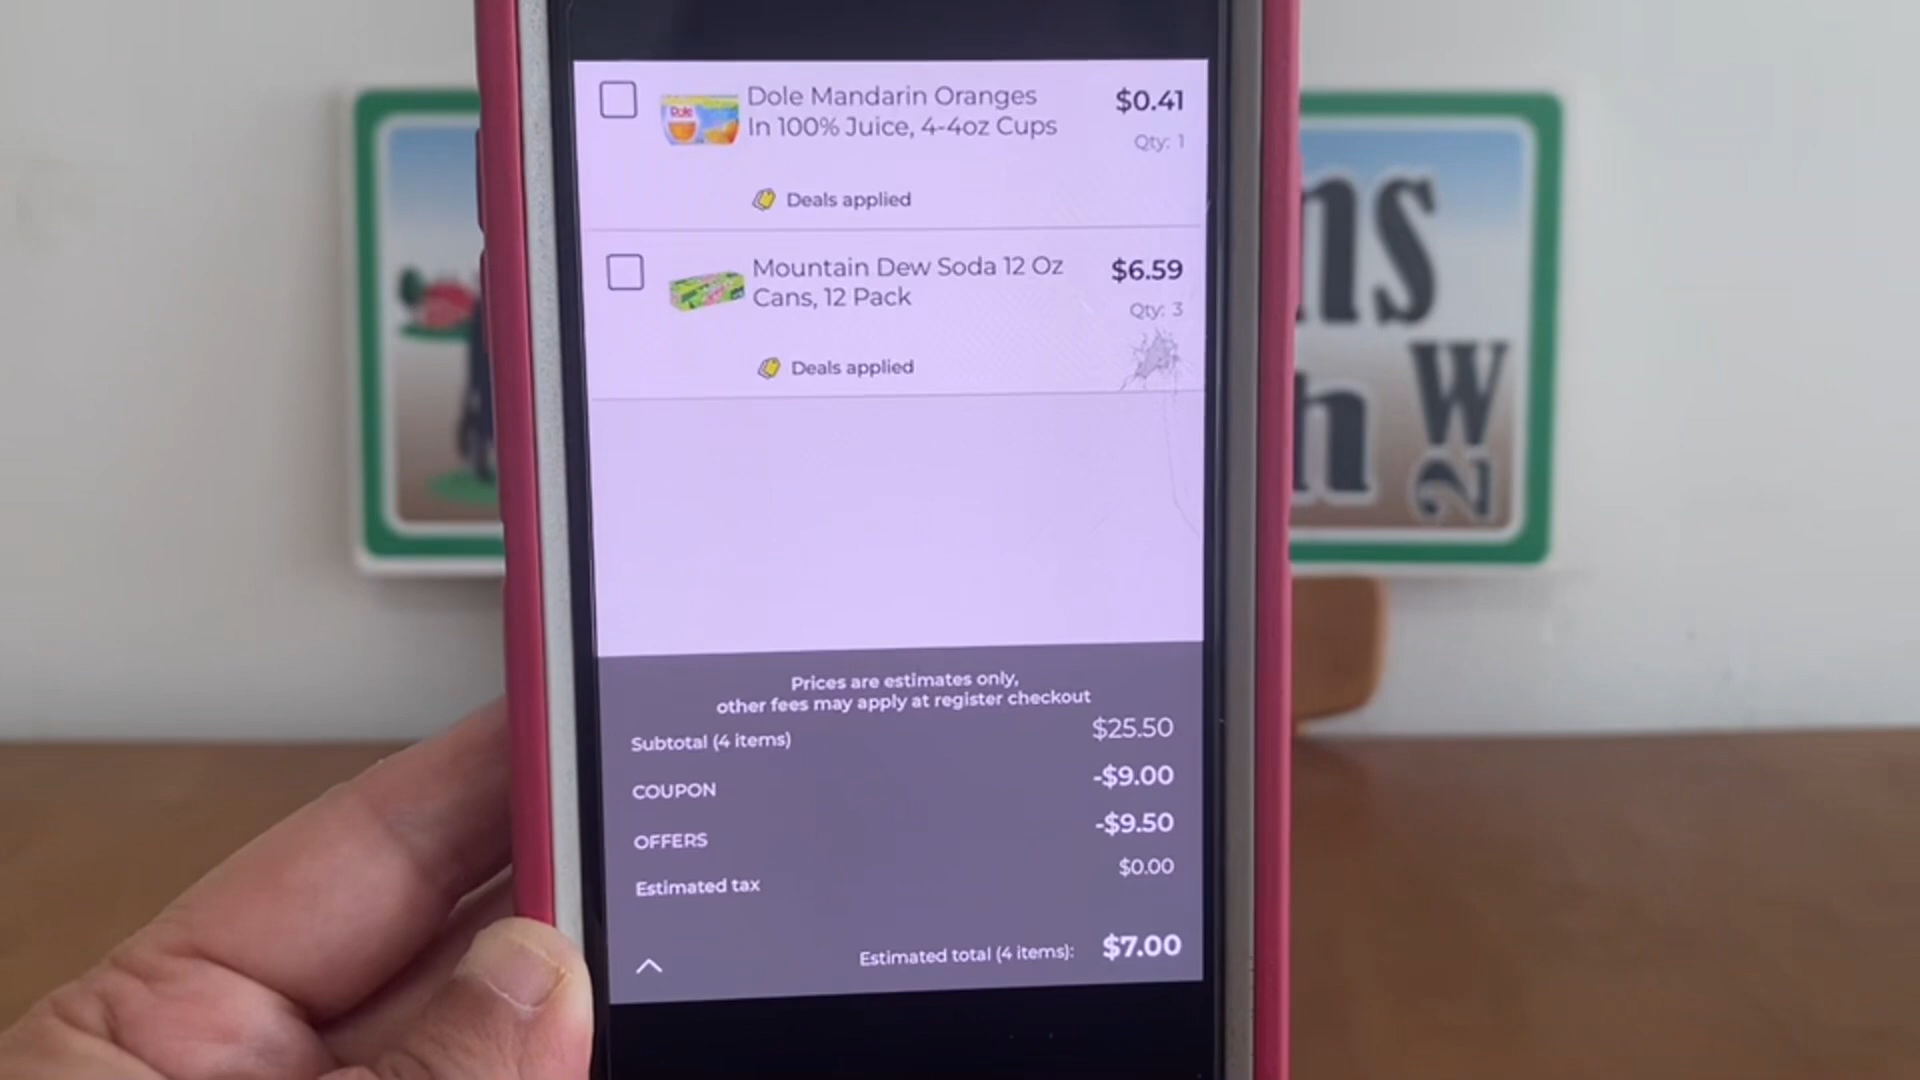 Dole Mandarin Oranges
In 100% Juice, 4-4oz Cups
$0.41
Qty: 1
Dole
Deals applied
Mountain Dew Soda 12 Oz
Cans, 12 Pack
$6.59
Qty: 3
Deals applied
Prices are estimates only,
other fees may apply at register checkout
Subtotal (4 items) $25.50
COUPON -$9.00
OFFERS -$9.50
Estimated tax $0.00
Estimated total (4 items): $7.00
ns
h
W
N